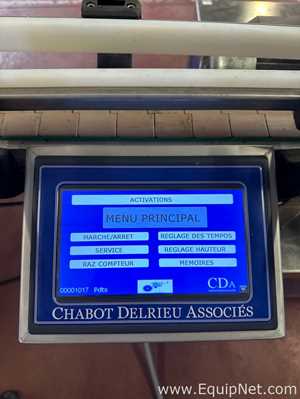 ACTIVATIONS
MENU PRINCIPAL
MARCHE/ARRET REGLAGE DES TEMPOS
SERVICE REGLAGE HAUTEUR
RAZ COMPTEUR MEMOIRES
00001017 Pdts CDA
CHABOT DELRIEU ASSOCIÉS
www.EquipNet.com